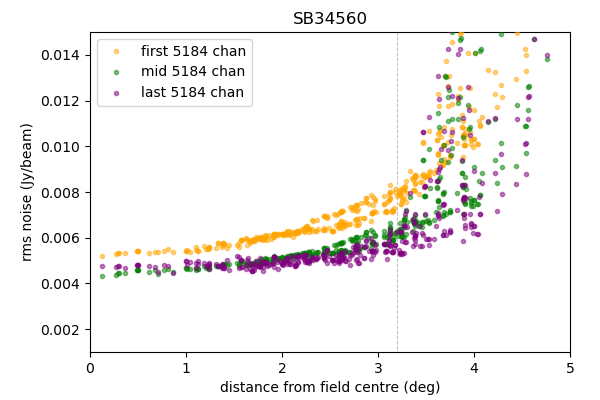 SB34560
first 5184 chan
mid 5184 chan
last 5184 chan
rms noise (Jy/beam)
0.014
0.012
0.010
0.008
0.006
0.004
0.002
0 1 2 3 4 5
distance from field centre (deg)